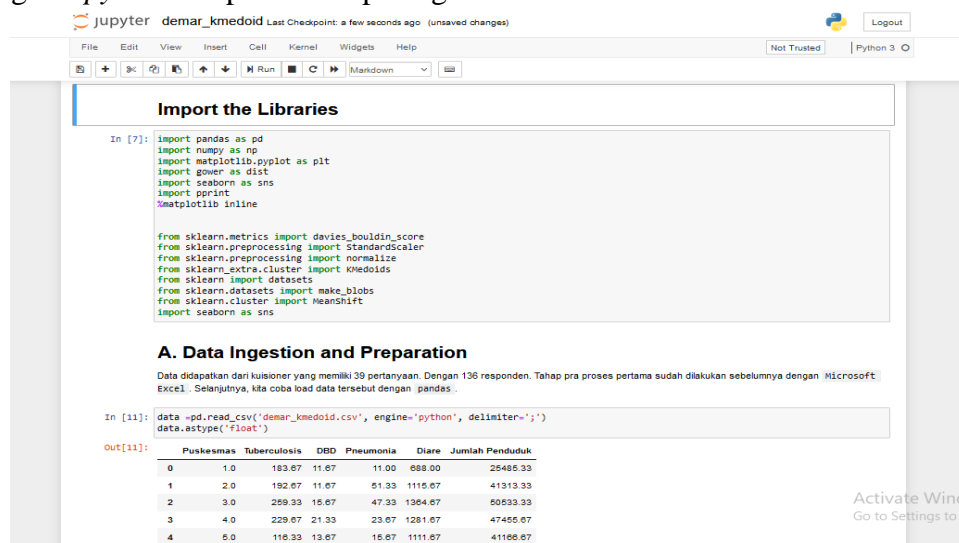 jupyter demar_kmedoid Last Checkpoint: a few seconds ago (unsaved changes) Logout
File Edit View Insert Cell Kernel Widgets Help Not Trusted Python 3
Run Markdown
Import the Libraries
In [7]: import pandas as pd
import numpy as np
import matplotlib.pyplot as plt
import gower as dist
import seaborn as sns
import pprint
%matplotlib inline
from sklearn.metrics import davies_bouldin_score
from sklearn.preprocessing import StandardScaler
from sklearn.preprocessing import normalize
from sklearn_extra.cluster import KMedoids
from sklearn import datasets
from sklearn.datasets import make_blobs
from sklearn.cluster import MeanShift
import seaborn as sns
A. Data Ingestion and Preparation
Data didapatkan dari kuisioner yang memiliki 39 pertanyaan. Dengan 136 responden. Tahap pra proses pertama sudah dilakukan sebelumnya dengan Microsoft
Excel . Selanjutnya, kita coba load data tersebut dengan pandas .
In [11]: data =pd.read_csv('demar_kmedoid.csv', engine='python', delimiter=';')
data.astype('float')
Out[11]:
Puskesmas Tuberculosis DBD Pneumonia Diare Jumlah Penduduk
0 1.0 183.67 11.67 11.00 688.00 25485.33
1 2.0 192.67 11.67 51.33 1115.67 41313.33
2 3.0 259.33 15.67 47.33 1364.67 50533.33
3 4.0 229.67 21.33 23.67 1281.67 47455.67
4 5.0 116.33 13.67 15.67 1111.67 41166.67
Activate Win
Go to Settings to